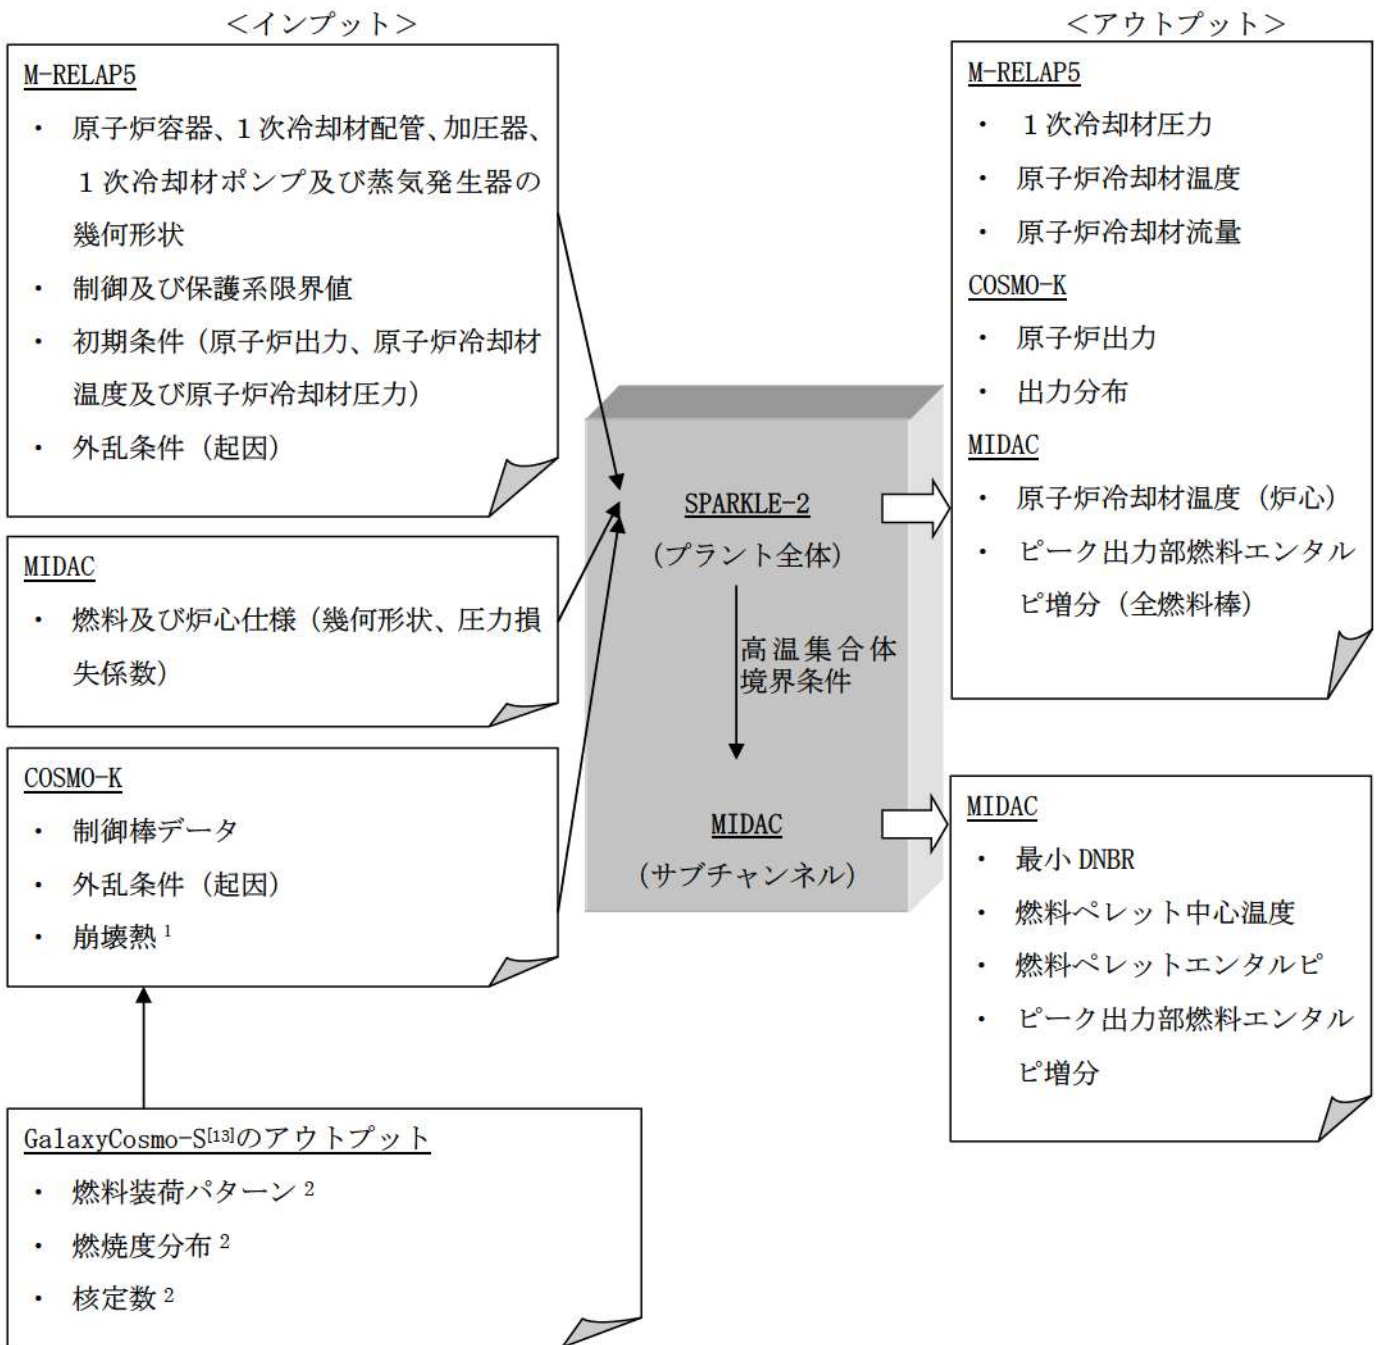 ＜インプット＞
M-RELAP5
・ 原子炉容器、１次冷却材配管、加圧器、
１次冷却材ポンプ及び蒸気発生器の
幾何形状
・ 制御及び保護系限界値
・ 初期条件（原子炉出力、原子炉冷却材
温度及び原子炉冷却材圧力）
・ 外乱条件（起因）
MIDAC
・ 燃料及び炉心仕様（幾何形状、圧力損
失係数）
COSMO-K
・ 制御棒データ
・ 外乱条件（起因）
・ 崩壊熱 1
GalaxyCosmo-S[13]のアウトプット
・ 燃料装荷パターン 2
・ 燃焼度分布 2
・ 核定数 2
SPARKLE-2
（プラント全体）
高温集合体
境界条件
MIDAC
（サブチャンネル）
＜アウトプット＞
M-RELAP5
・ １次冷却材圧力
・ 原子炉冷却材温度
・ 原子炉冷却材流量
COSMO-K
・ 原子炉出力
・ 出力分布
MIDAC
・ 原子炉冷却材温度（炉心）
・ ピーク出力部燃料エンタル
ピ増分（全燃料棒）
MIDAC
・ 最小 DNBR
・ 燃料ペレット中心温度
・ 燃料ペレットエンタルピ
・ ピーク出力部燃料エンタル
ピ増分